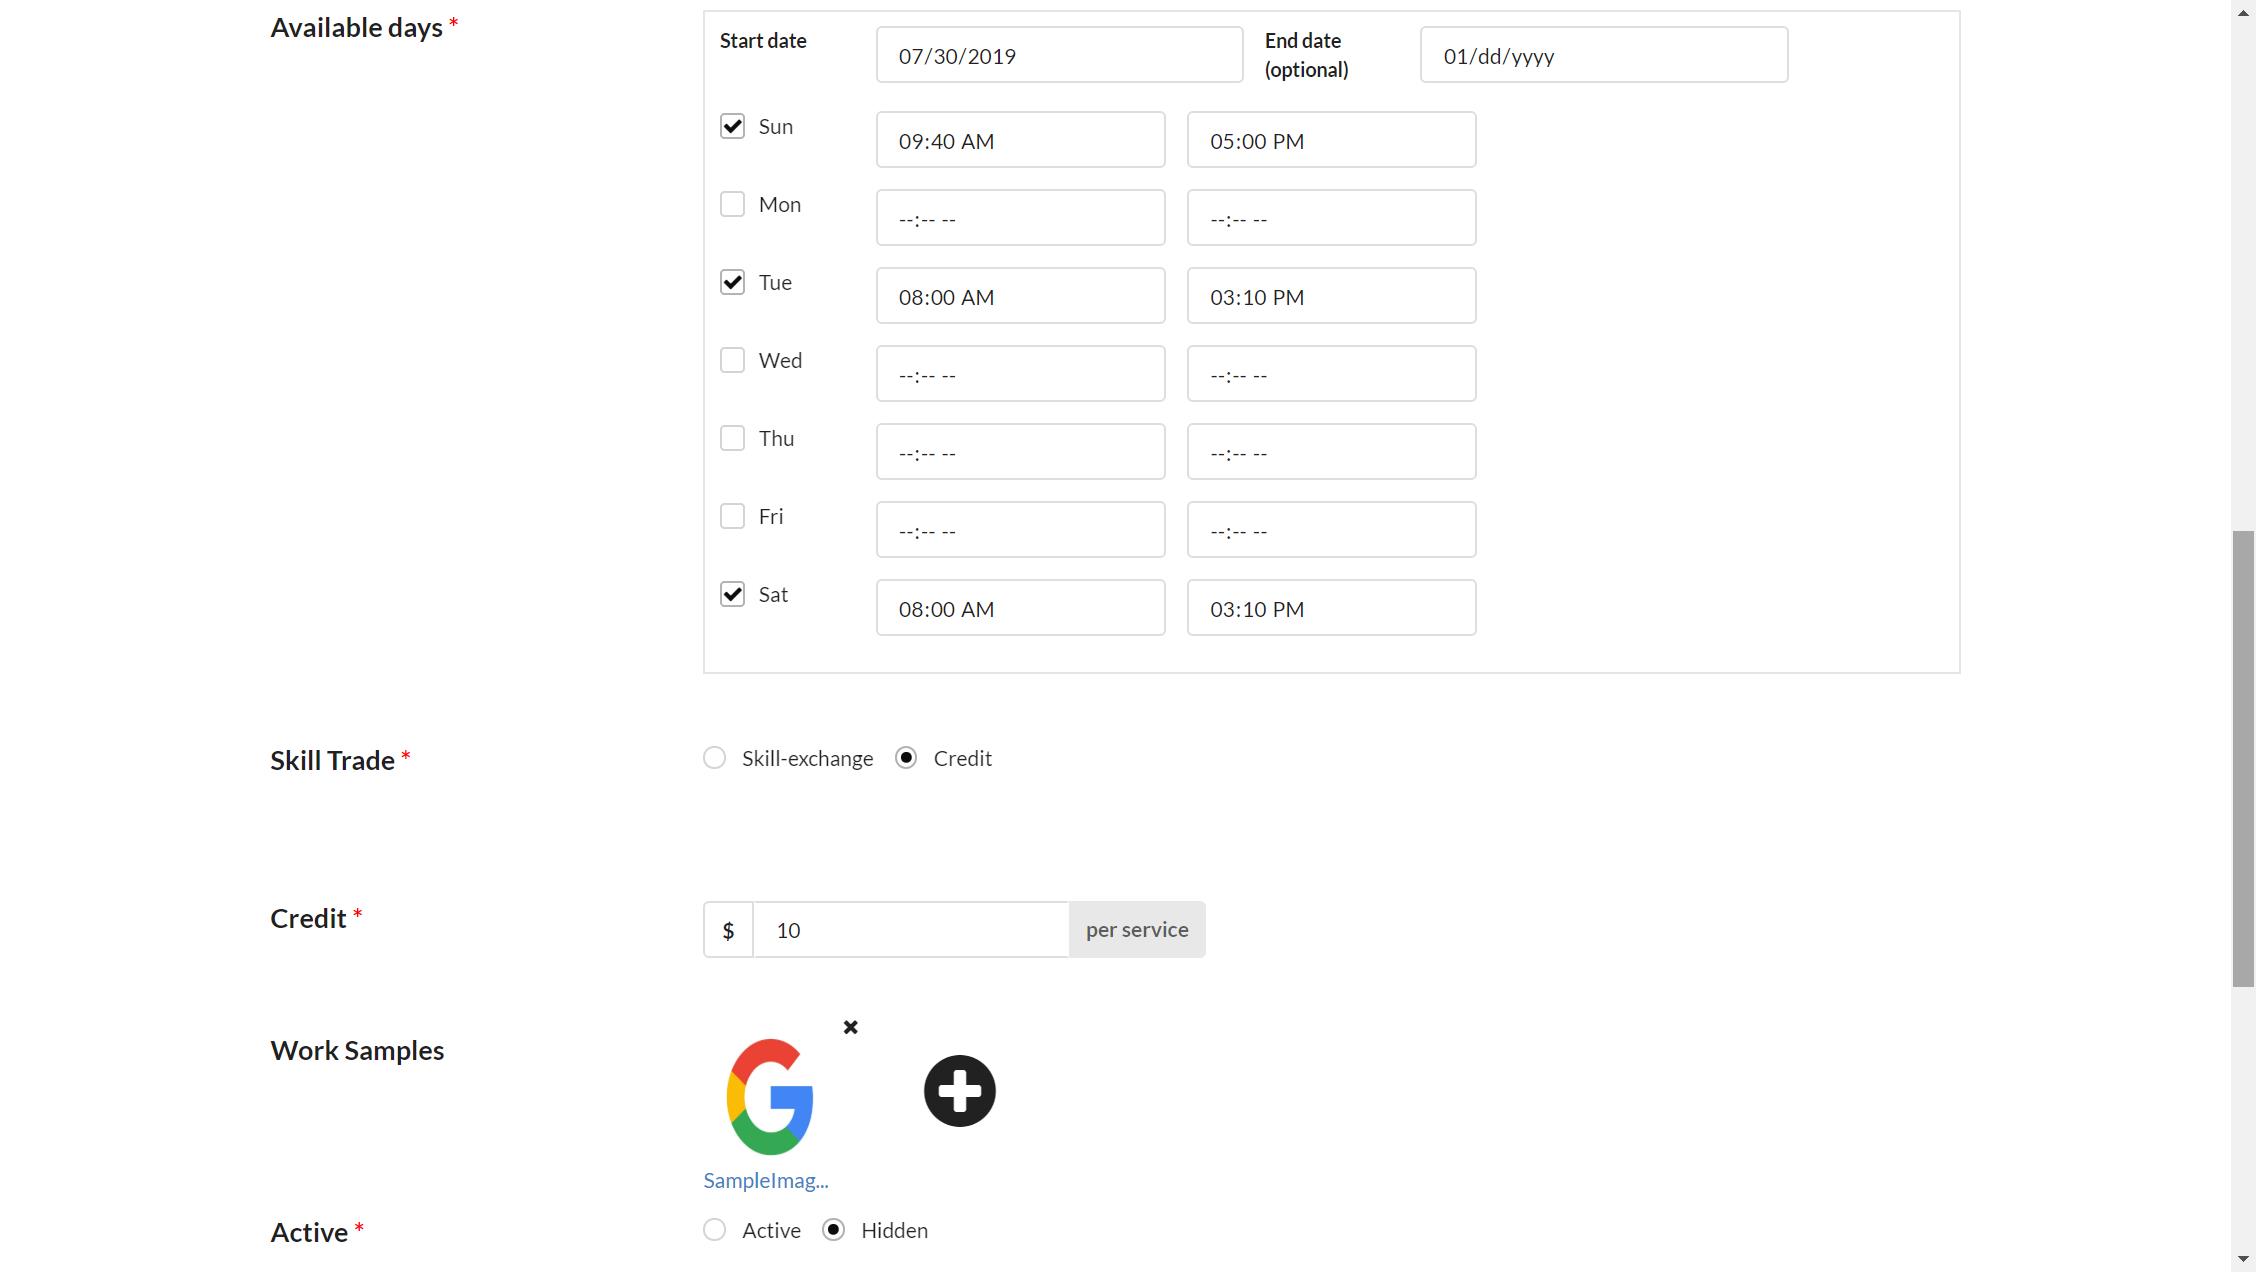 Available days *
Start date
07/30/2019
End date
(optional)
01/dd/yyyy
Sun
09:40 AM
05:00 PM
Mon
--:-- --
--:-- --
Tue
08:00 AM
03:10 PM
Wed
--:-- --
--:-- --
Thu
--:-- --
--:-- --
Fri
--:-- --
--:-- --
Sat
08:00 AM
03:10 PM
Skill Trade *
Skill-exchange
Credit
Credit *
$
10
per service
Work Samples
SampleImag...
Active *
Active
Hidden